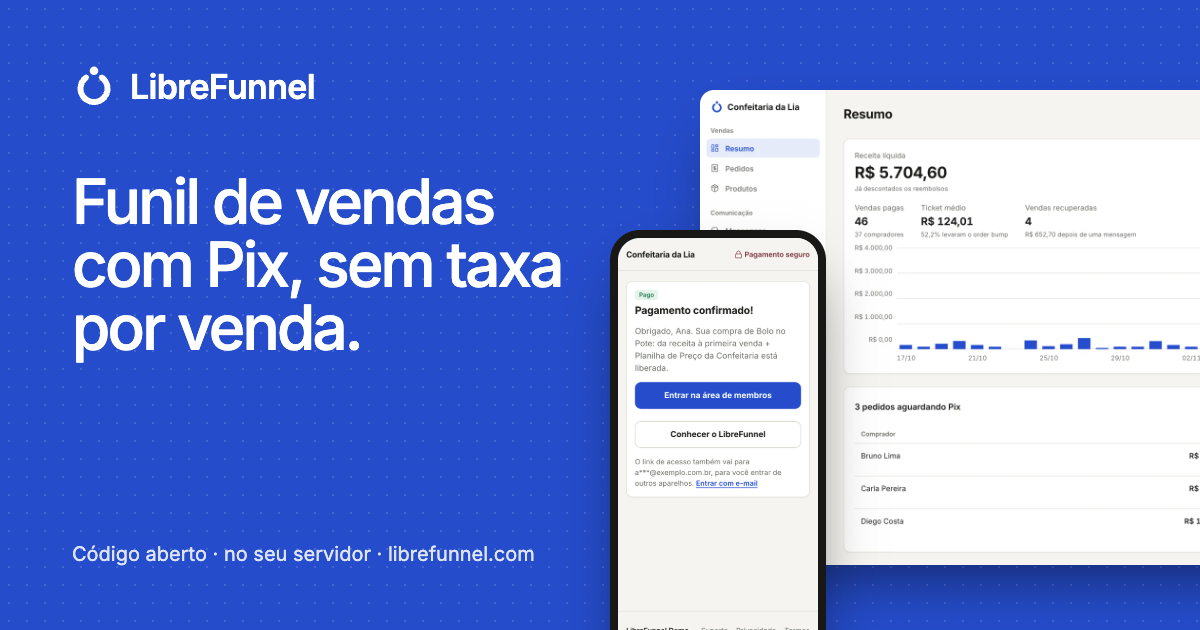 LibreFunnel
Funil de vendas
com Pix, sem taxa
por venda.
Código aberto · no seu servidor · librefunnel.com
Confeitaria da Lia
Vendas
Resumo
Pedidos
Produtos
Comunicação
Resumo
Receita líquida
R$ 5.704,60
Já descontados os reembolsos
Vendas pagas
46
37 compradores
Ticket médio
R$ 124,01
52,2% levaram o order bump
Vendas recuperadas
4
R$ 652,70 depois de uma mensagem
R$ 4.000,00
R$ 3.000,00
R$ 2.000,00
R$ 1.000,00
R$ 0,00
17/10 21/10 25/10 29/10 02/11
3 pedidos aguardando Pix
Comprador
Bruno Lima R$
Carla Pereira R$
Diego Costa R$ 1
Confeitaria da Lia
Pagamento seguro
Pago
Pagamento confirmado!
Obrigado, Ana. Sua compra de Bolo no
Pote: da receita à primeira venda +
Planilha de Preço da Confeitaria está
liberada.
Entrar na área de membros
Conhecer o LibreFunnel
O link de acesso também vai para
a***@exemplo.com.br, para você entrar de
outros aparelhos. Entrar com e-mail